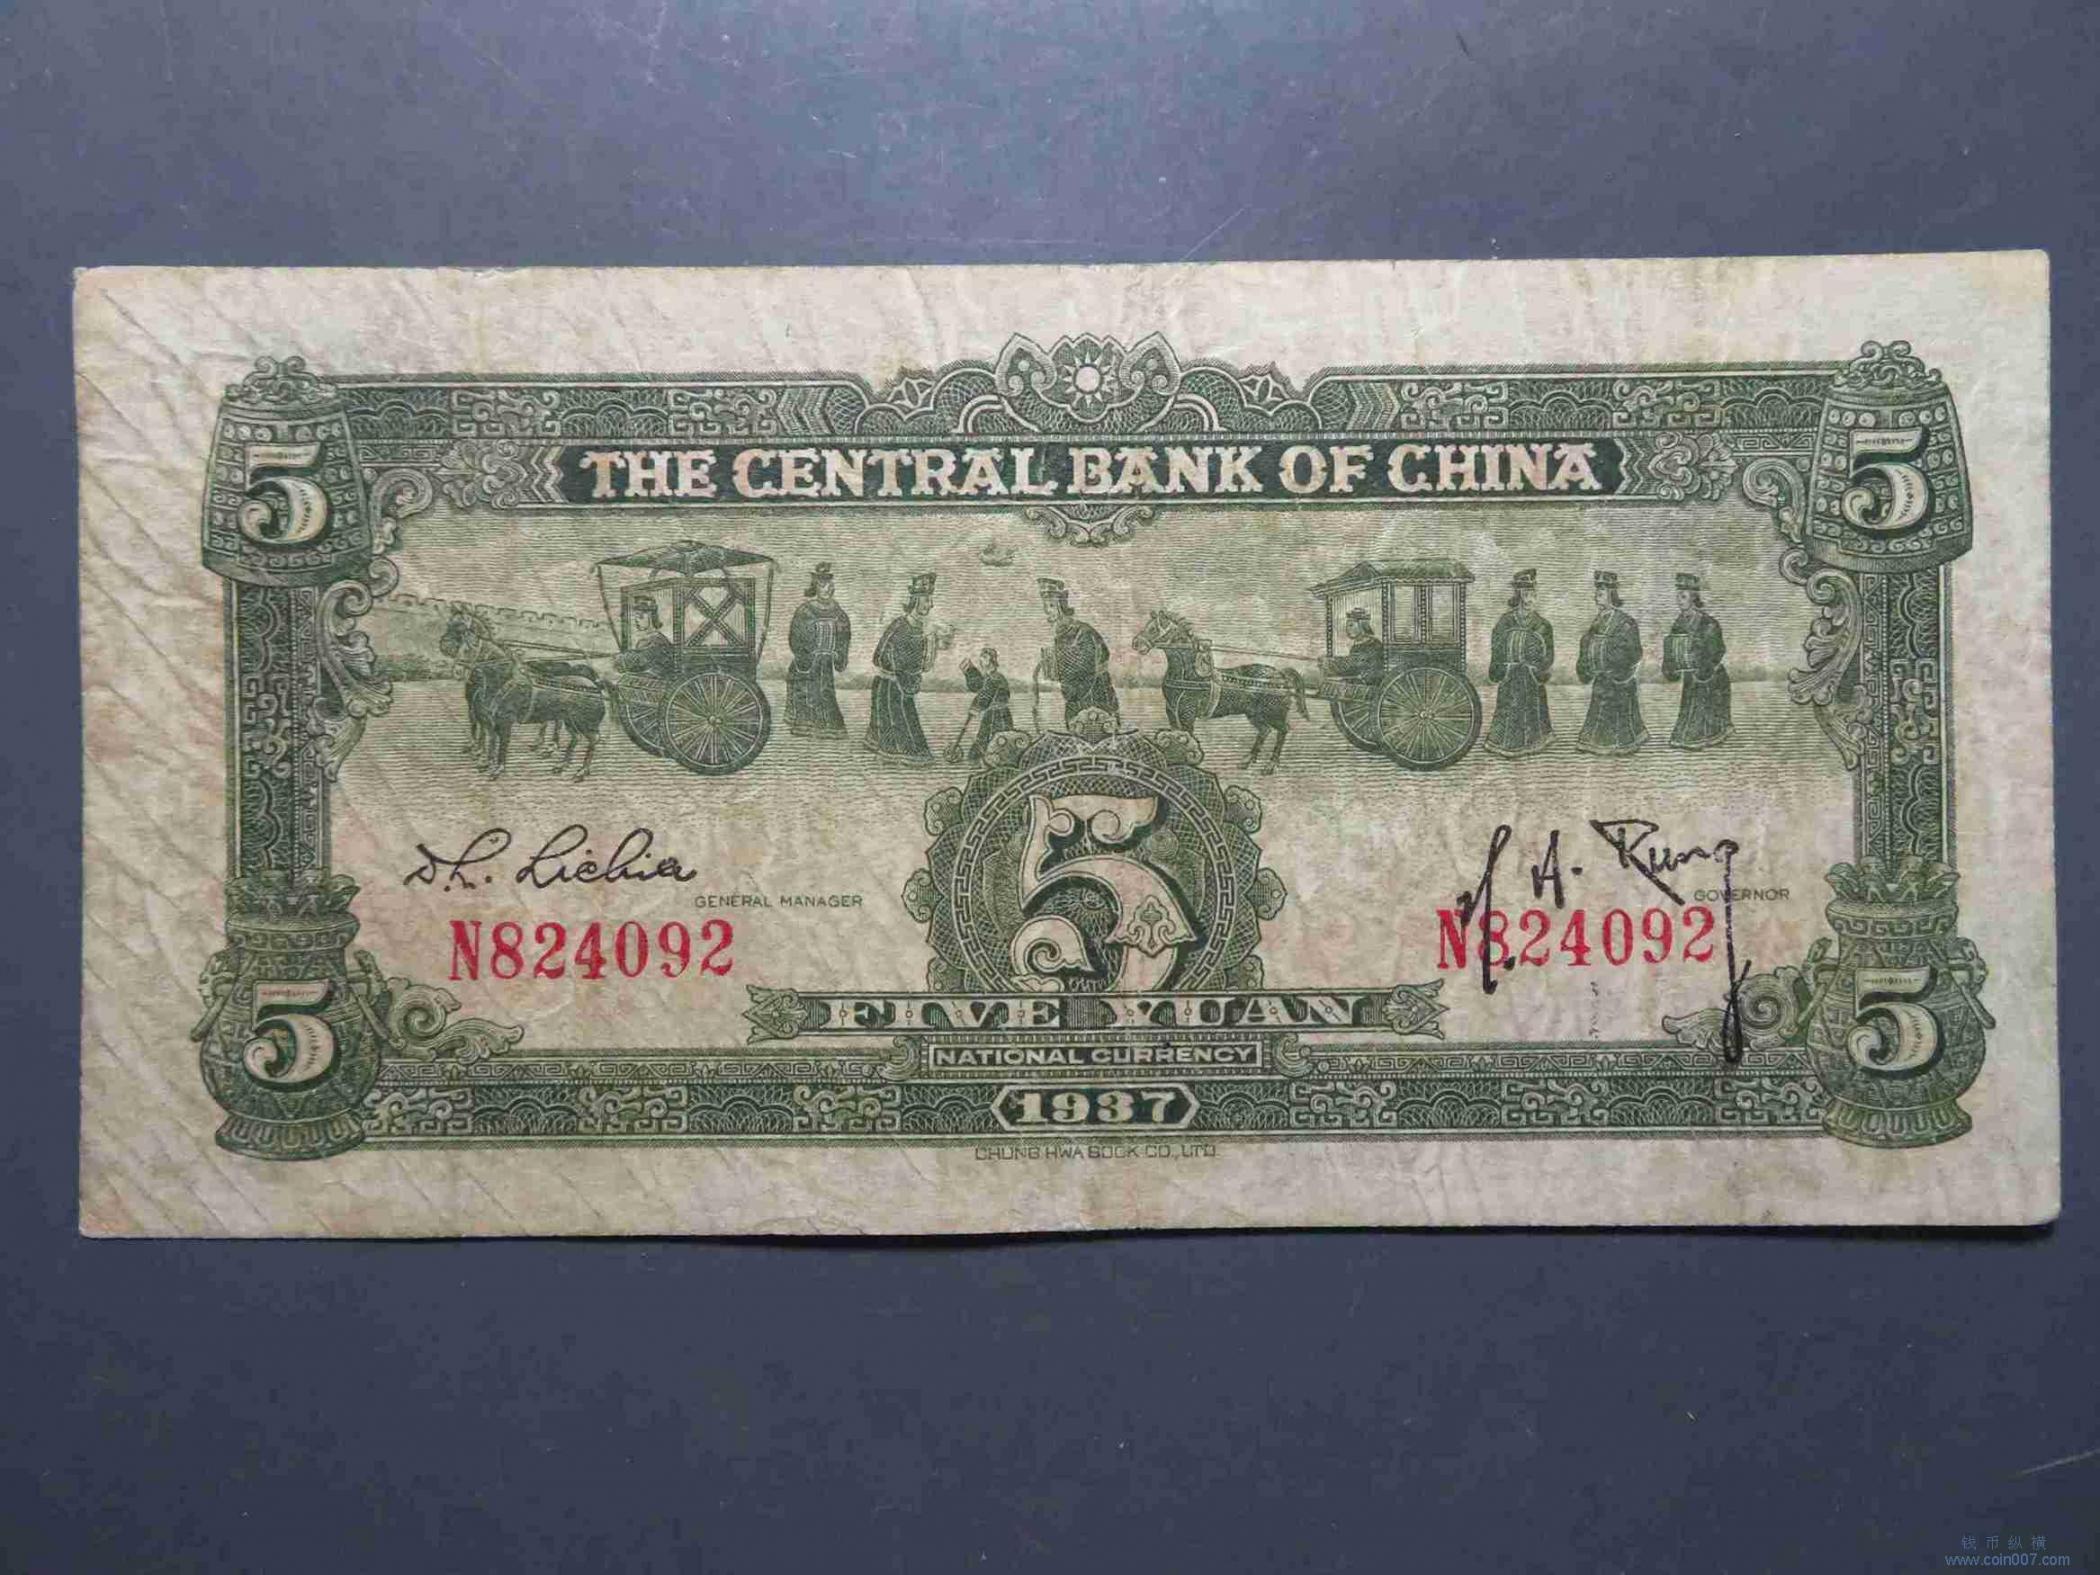 5 5
THE CENTRAL BANK OF CHINA
GENERAL MANAGER GOVERNOR
N824092 5 N824092
FIVE YUAN
5 5
NATIONAL CURRENCY
1937
CHUNG HWA BOOK CO., LTD.
钱币纵横
www.coin007.com